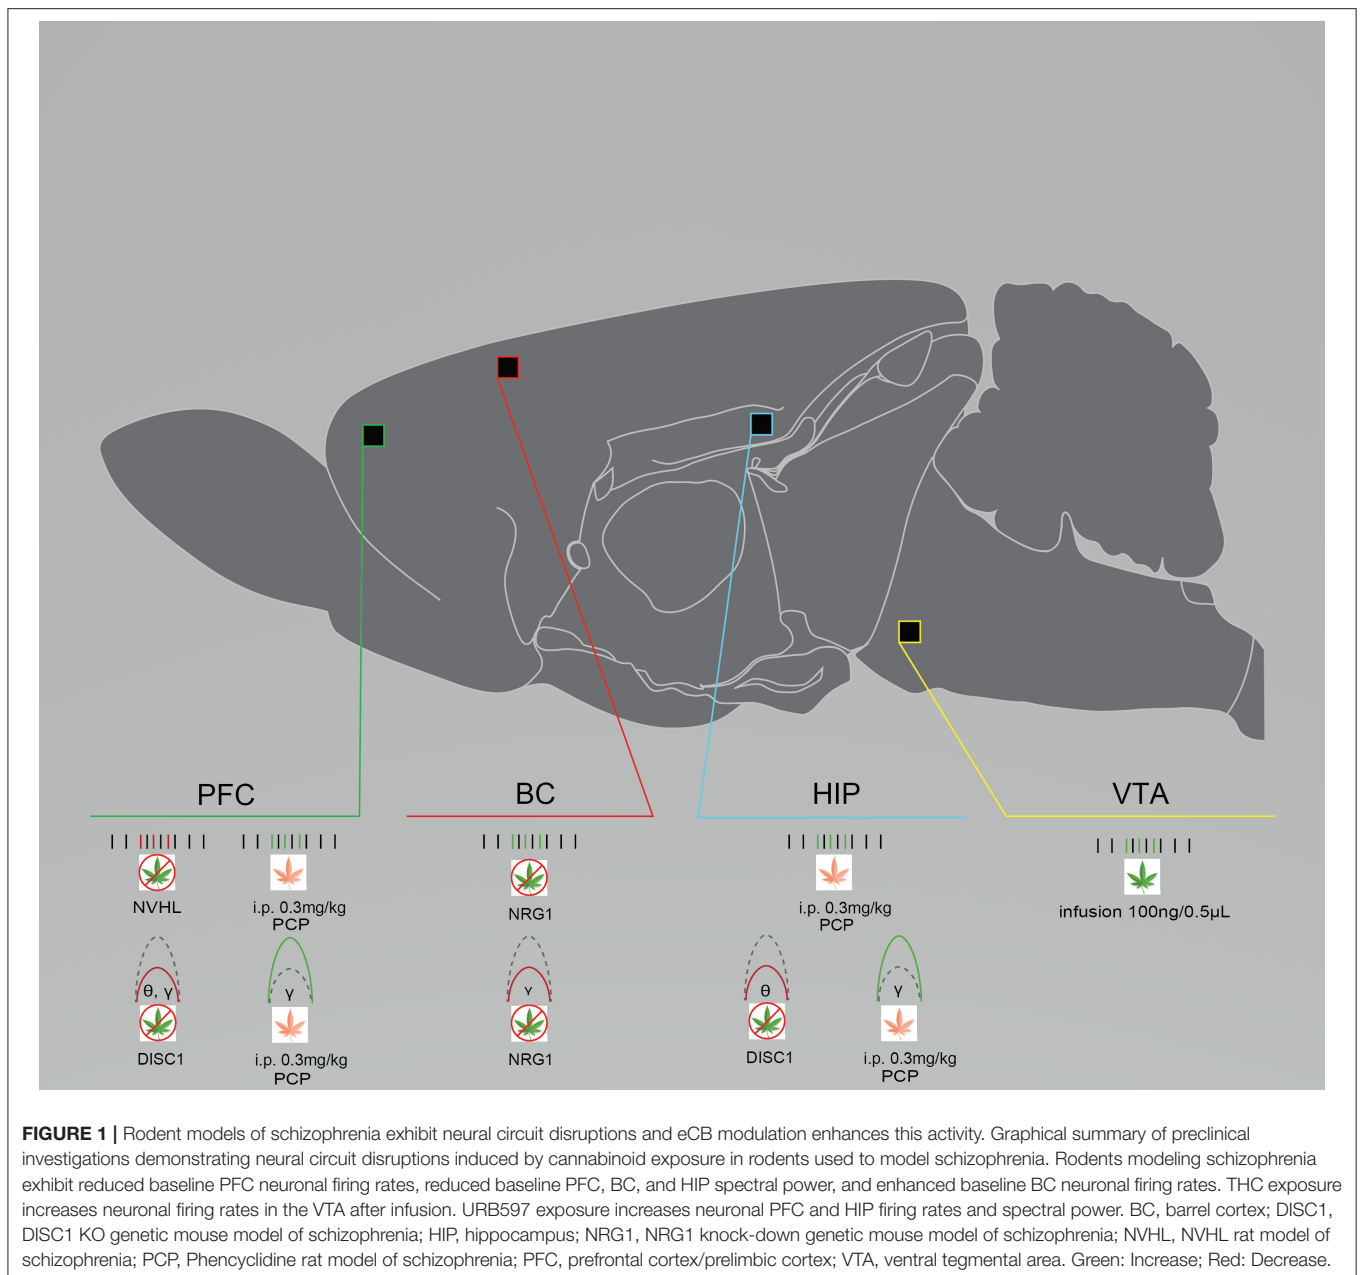 PFC BC HIP VTA
NVHL
i.p. 0.3mg/kg
PCP
NRG1
i.p. 0.3mg/kg
PCP
infusion 100ng/0.5µL
θ, γ
γ
γ
θ
γ
DISC1
i.p. 0.3mg/kg
PCP
NRG1
DISC1
i.p. 0.3mg/kg
PCP
FIGURE 1 | Rodent models of schizophrenia exhibit neural circuit disruptions and eCB modulation enhances this activity. Graphical summary of preclinical
investigations demonstrating neural circuit disruptions induced by cannabinoid exposure in rodents used to model schizophrenia. Rodents modeling schizophrenia
exhibit reduced baseline PFC neuronal firing rates, reduced baseline PFC, BC, and HIP spectral power, and enhanced baseline BC neuronal firing rates. THC exposure
increases neuronal firing rates in the VTA after infusion. URB597 exposure increases neuronal PFC and HIP firing rates and spectral power. BC, barrel cortex; DISC1,
DISC1 KO genetic mouse model of schizophrenia; HIP, hippocampus; NRG1, NRG1 knock-down genetic mouse model of schizophrenia; NVHL, NVHL rat model of
schizophrenia; PCP, Phencyclidine rat model of schizophrenia; PFC, prefrontal cortex/prelimbic cortex; VTA, ventral tegmental area. Green: Increase; Red: Decrease.